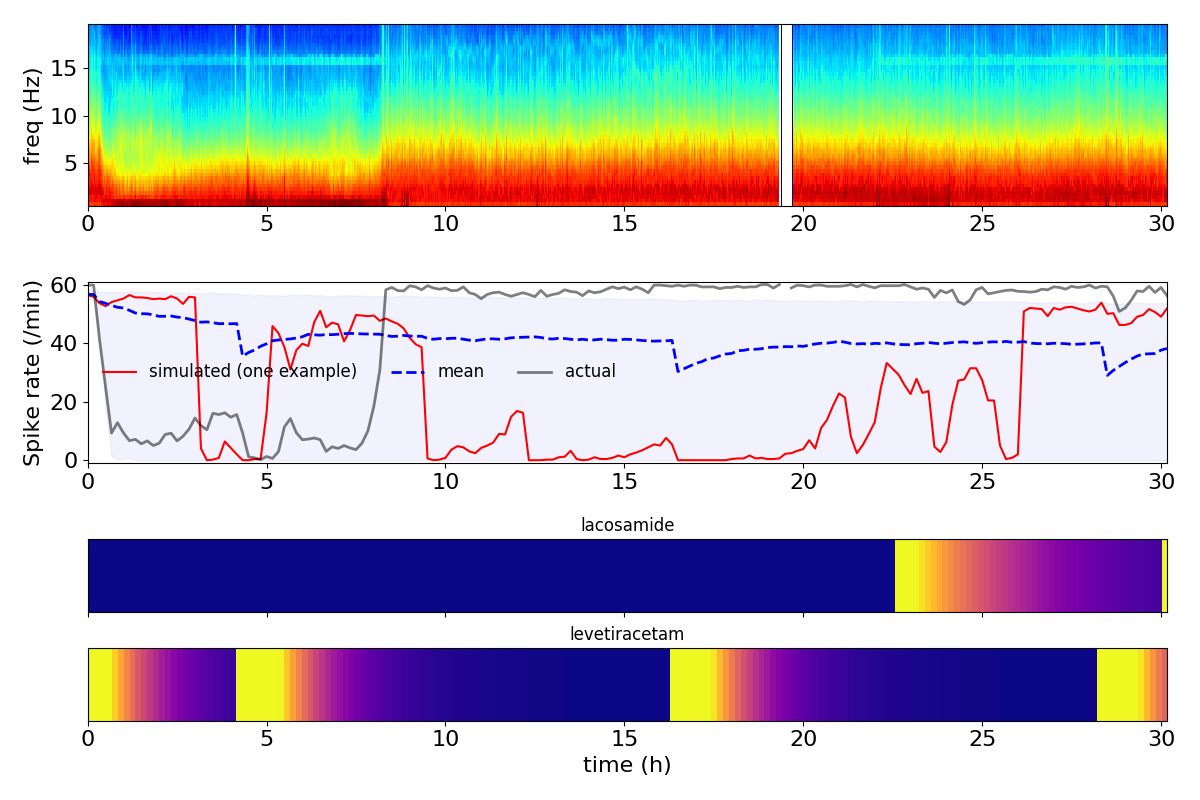 freq (Hz)
15
10
5
0 5 10 15 20 25 30
Spike rate (/min)
60
40
20
0
simulated (one example) mean actual
0 5 10 15 20 25 30
lacosamide
levetiracetam
0 5 10 15 20 25 30
time (h)